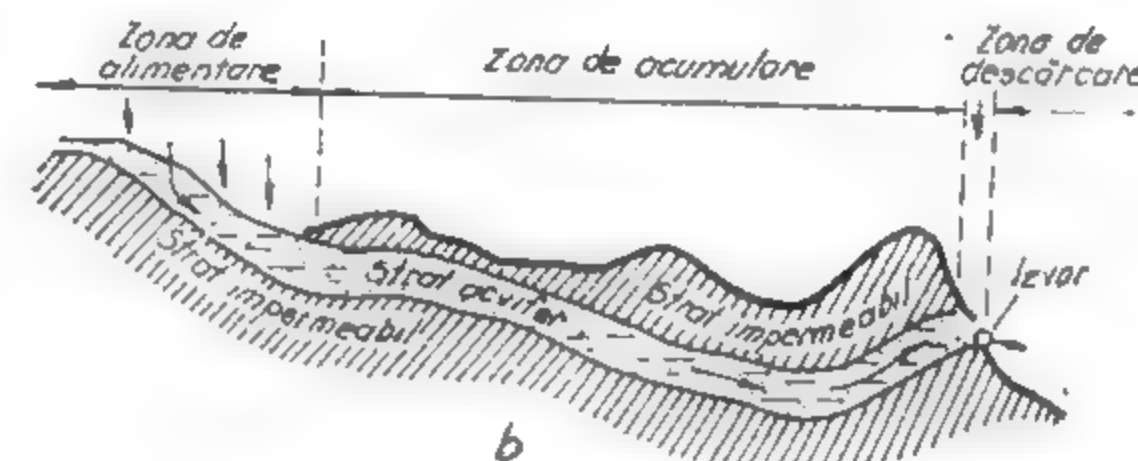 Zona de
alimentare
Zona de acumulare
Zona de
descărcare
Izvor
Strat acvifer
Strat impermeabil
Strat impermeabil
b